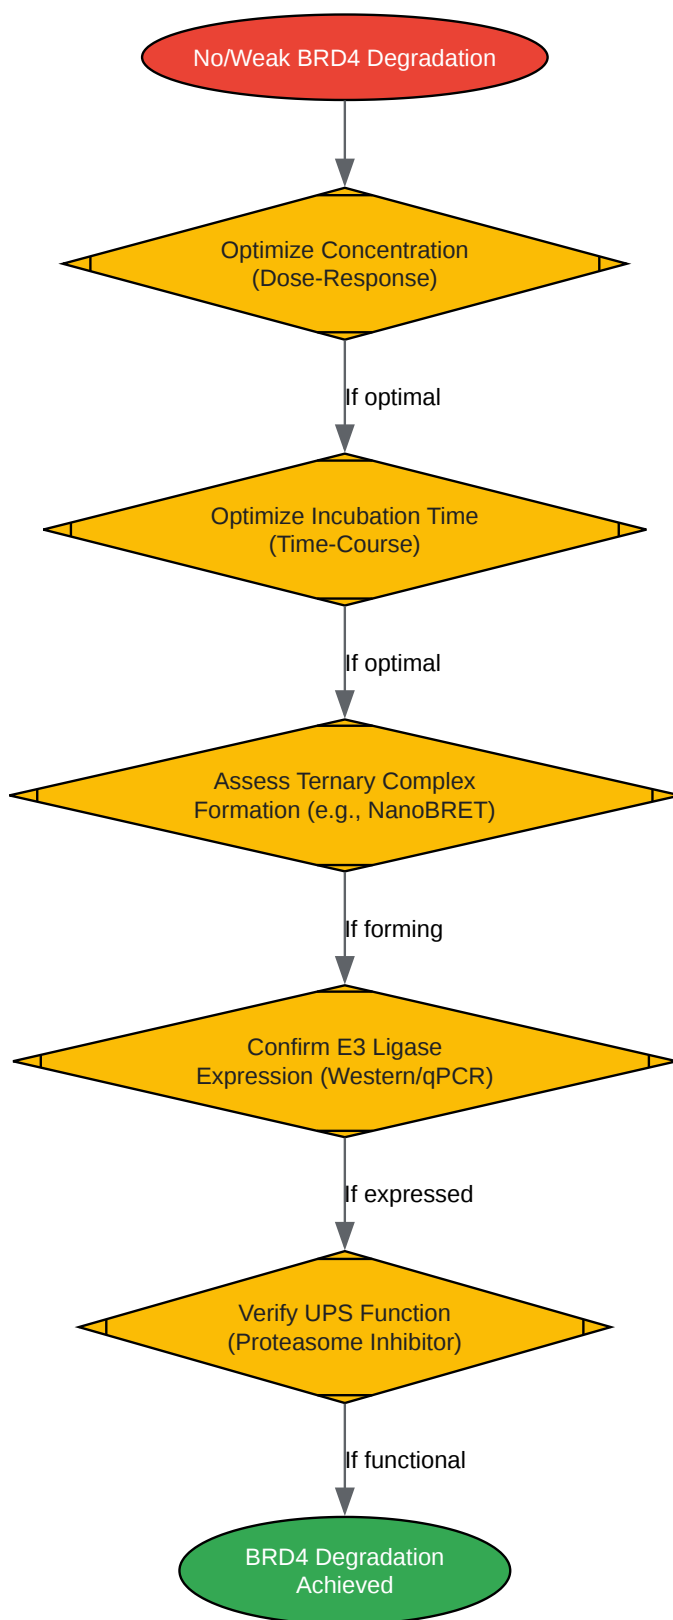 No/Weak BRD4 Degradation
Optimize Concentration
(Dose-Response)
If optimal
Optimize Incubation Time
(Time-Course)
If optimal
Assess Ternary Complex
Formation (e.g., NanoBRET)
If forming
Confirm E3 Ligase
Expression (Western/qPCR)
If expressed
Verify UPS Function
(Proteasome Inhibitor)
If functional
BRD4 Degradation
Achieved